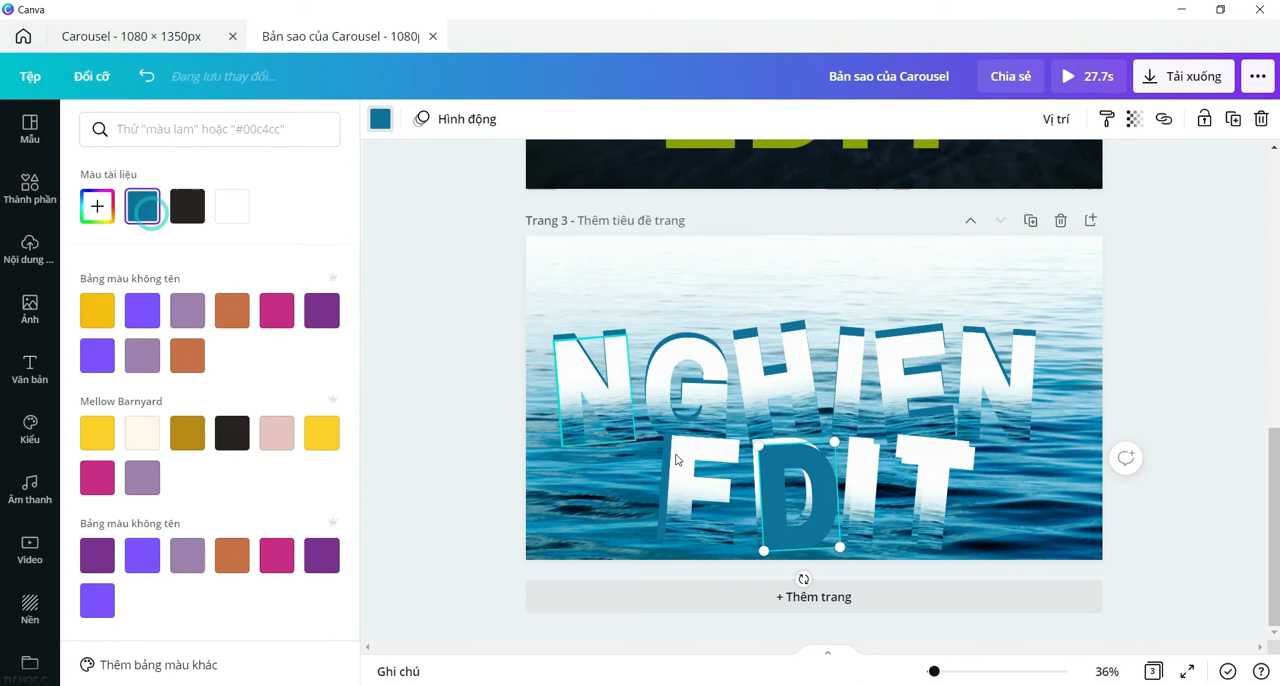 Canva
Carousel - 1080 × 1350px
Bản sao của Carousel - 1080p
Tệp
Đổi cỡ
Đang lưu thay đổi...
Bản sao của Carousel
Chia sẻ
27.7s
Tải xuống
Mẫu
Thành phần
Nội dung ...
Ảnh
Văn bản
Kiểu
Âm thanh
Video
Nền
TỰ HỌC C...
Thử "màu lam" hoặc "#00c4cc"
Màu tài liệu
Bảng màu không tên
Mellow Barnyard
Bảng màu không tên
Thêm bảng màu khác
Hình động
Vị trí
EDIT
Trang 3 - Thêm tiêu đề trang
NGHIEN
EDIT
+ Thêm trang
Ghi chú
36%
3